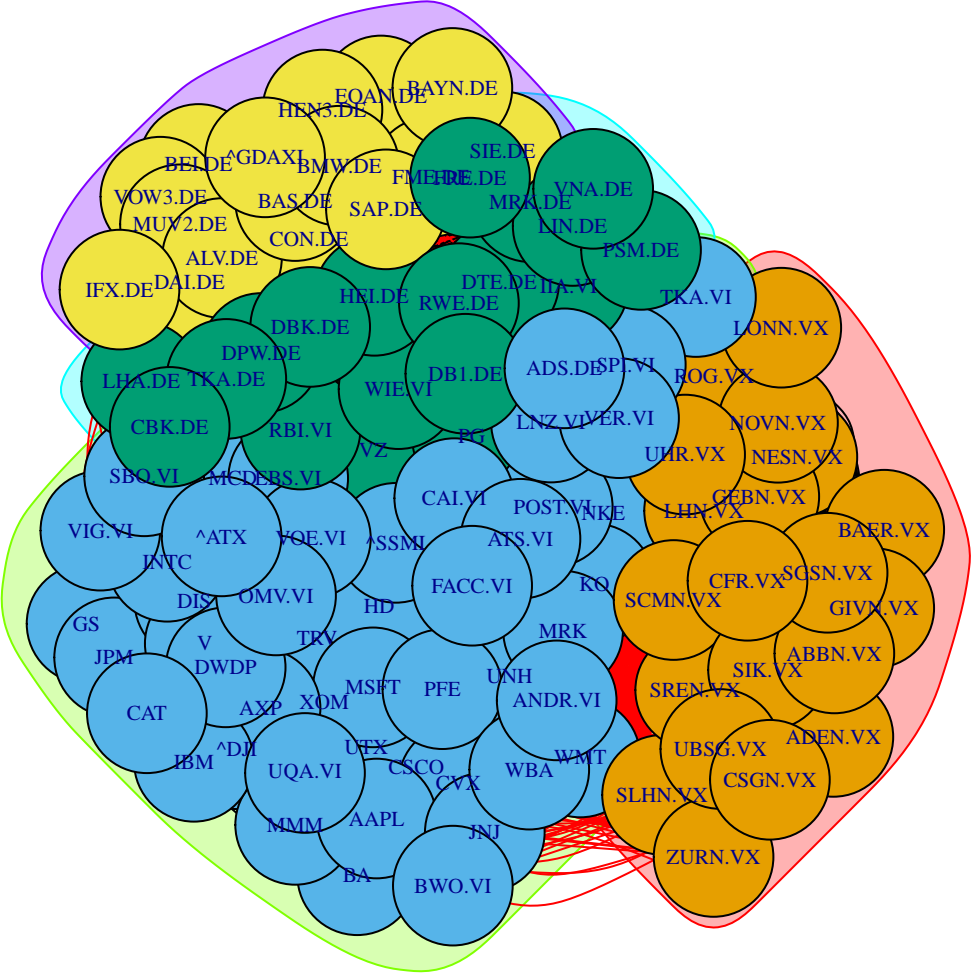 BAYN.DE
EOAN.DE
HEN3.DE
SIE.DE
^GDAXI
BEI.DE
BMW.DE
FME.DE
FRE.DE
VNA.DE
VOW3.DE
BAS.DE
SAP.DE
MRK.DE
MUV2.DE
LIN.DE
CON.DE
PSM.DE
ALV.DE
DAI.DE
DTE.DE
IIA.VI
IFX.DE
HEI.DE
RWE.DE
TKA.VI
DBK.DE
LONN.VX
DPW.DE
LHA.DE
TKA.DE
WIE.VI
DB1.DE
ADS.DE
SPI.VI
ROG.VX
CBK.DE
RBI.VI
PG
LNZ.VI
VER.VI
NOVN.VX
VZ
UHR.VX
NESN.VX
SBO.VI
MCD
EBS.VI
CAI.VI
POST.VI
GEBN.VX
NKE
LHN.VX
VIG.VI
^ATX
VOE.VI
^SSMI
ATS.VI
BAER.VX
INTC
FACC.VI
KO
CFR.VX
SGSN.VX
DIS
OMV.VI
HD
SCMN.VX
GIVN.VX
GS
TRV
MRK
V
JPM
DWDP
UNH
ABBN.VX
SIK.VX
MSFT
PFE
SREN.VX
CAT
AXP
XOM
ANDR.VI
^DJI
UTX
UBSG.VX
ADEN.VX
IBM
UQA.VI
CSCO
CVX
WBA
WMT
CSGN.VX
SLHN.VX
MMM
AAPL
JNJ
ZURN.VX
BA
BWO.VI